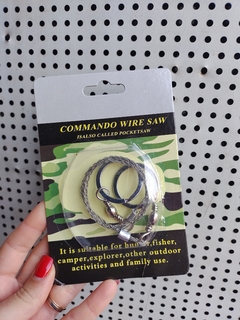 COMMANDO WIRE SAW
ISALSO CALLED POCKETSAW
It is suitable for hunter,fisher,
camper,explorer,other outdoor
activities and family use.